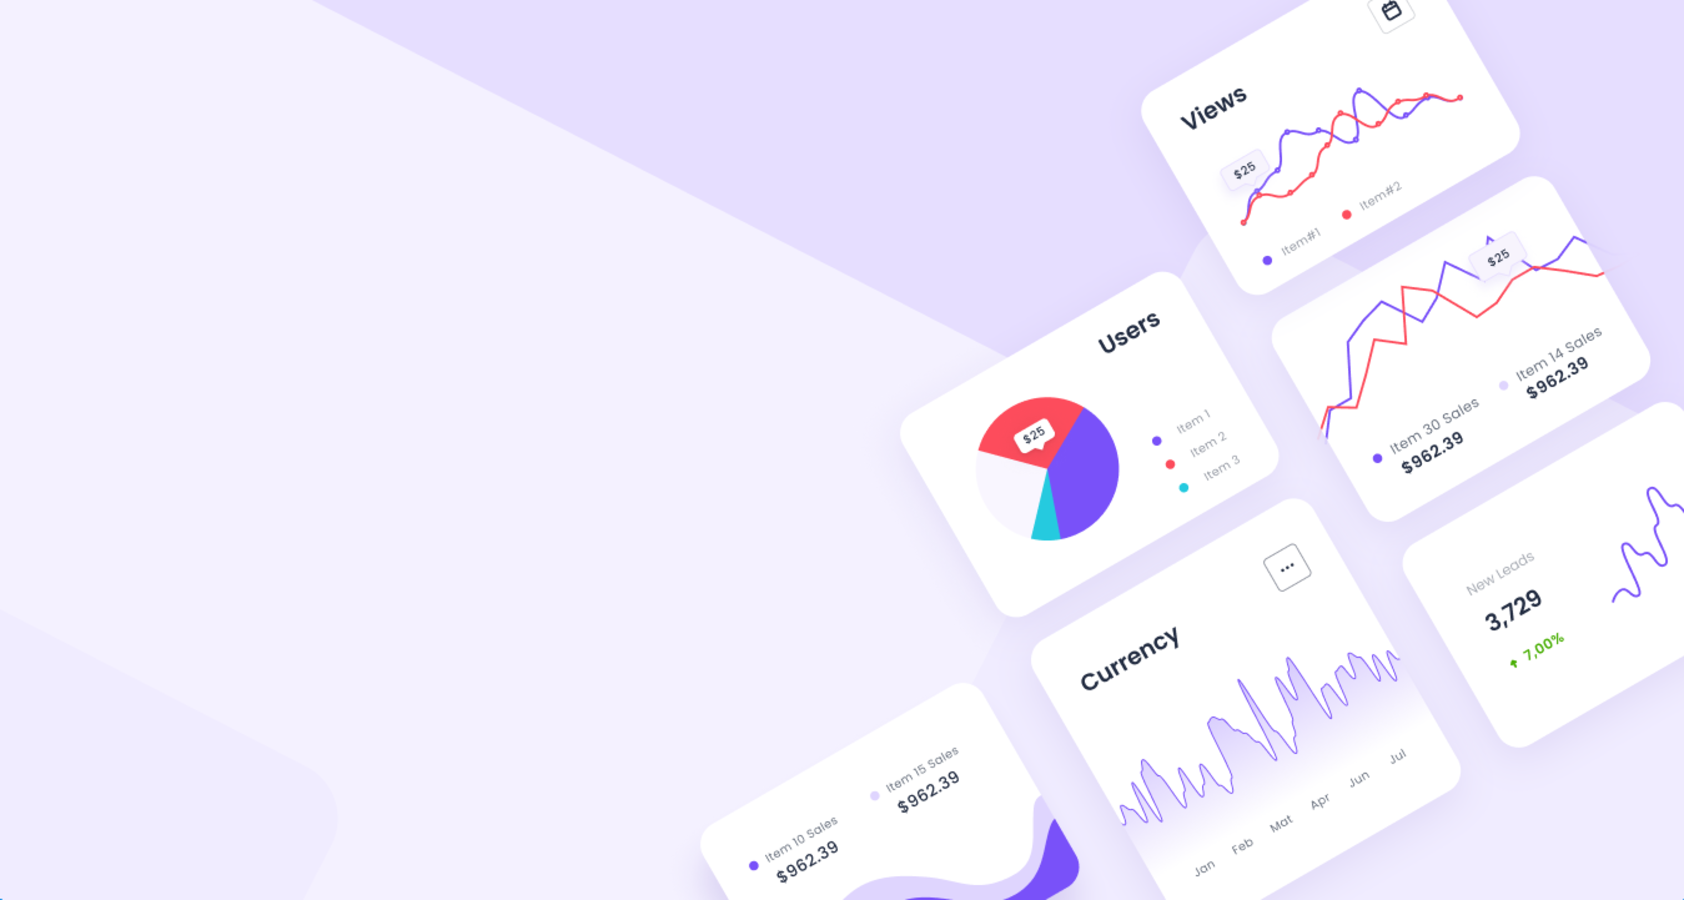 Views
$25
Item#1
Item#2
$25
Item 30 Sales
$962.39
Item 14 Sales
$962.39
Users
$25
Item 1
Item 2
Item 3
New Leads
3,729
7,00%
Currency
Jan
Feb
Mat
Apr
Jun
Jul
Item 10 Sales
$962.39
Item 15 Sales
$962.39